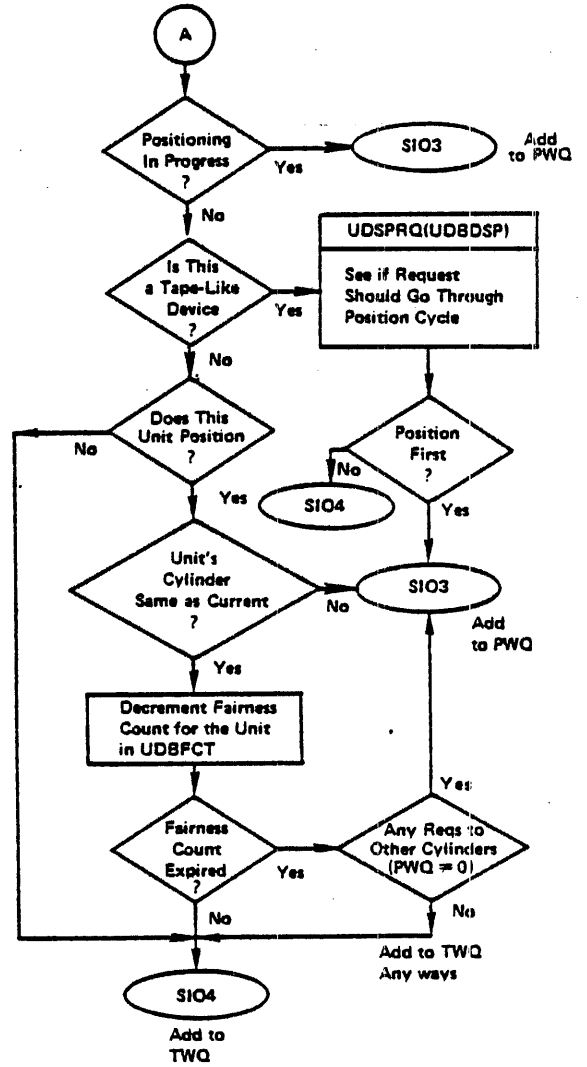 A
Positioning
In Progress
?
Yes
SIO3
Add
to PWQ
No
UDSPRQ(UDBDSP)
See if Request
Should Go Through
Position Cycle
Is This
a Tape-Like
Device
?
Yes
No
Does This
Unit Position
?
No
Yes
Position
First
?
No
SIO4
Yes
Unit's
Cylinder
Same as Current
?
No
SIO3
Add
to PWQ
Yes
Decrement Fairness
Count for the Unit
in UDBFCT
Fairness
Count
Expired
?
Yes
Any Reqs to
Other Cylinders
(PWQ ≠ 0)
Yes
No
No
Add to TWQ
Any ways
SIO4
Add to
TWQ